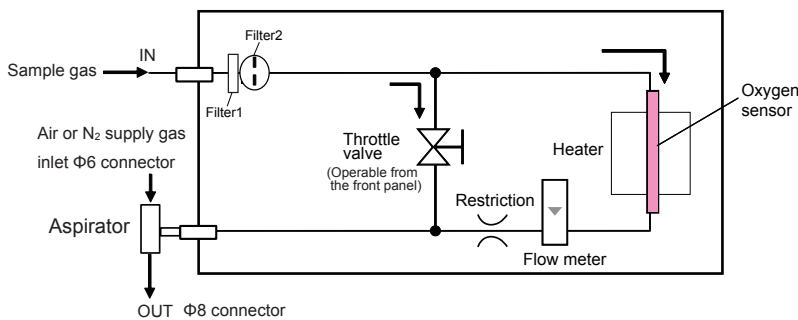 IN
Sample gas
Filter2
Filter1
Air or N₂ supply gas
inlet Φ6 connector
Aspirator
OUT Φ8 connector
Throttle
valve
(Operable from
the front panel)
Restriction
Flow meter
Heater
Oxygen
sensor